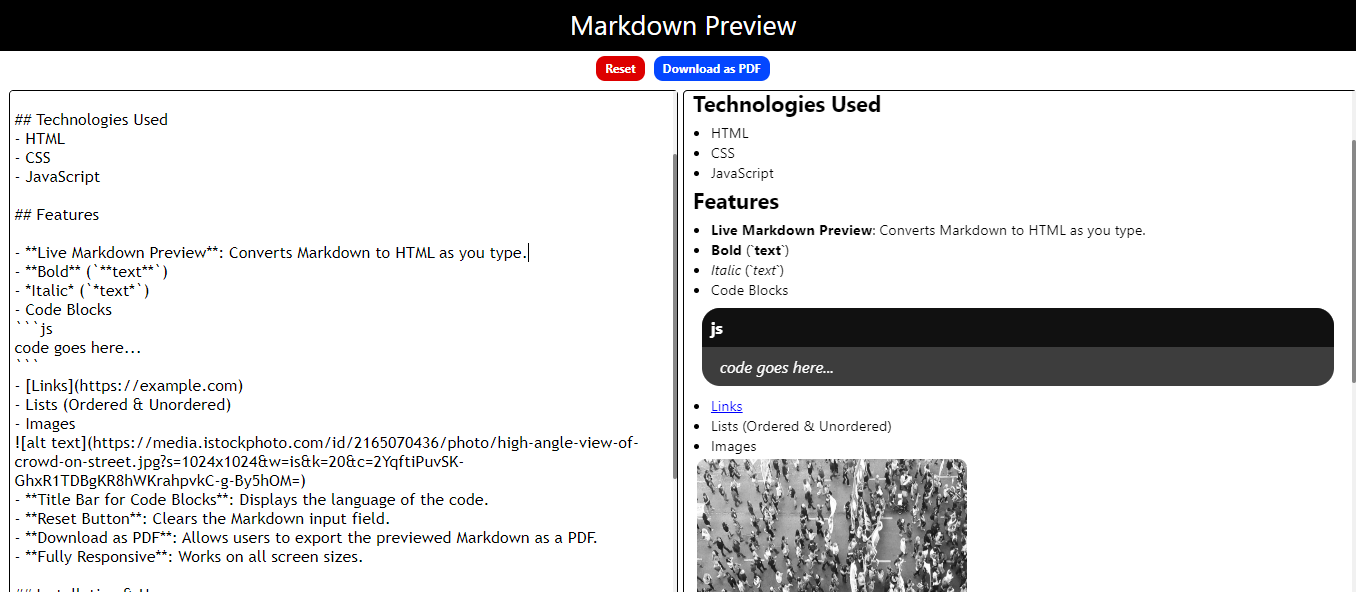 Markdown Preview
Reset Download as PDF
## Technologies Used
- HTML
- CSS
- JavaScript
## Features
- **Live Markdown Preview**: Converts Markdown to HTML as you type.
- **Bold** (`**text**`)
- *Italic* (`*text*`)
- Code Blocks
```js
code goes here...
```
- [Links](https://example.com)
- Lists (Ordered & Unordered)
- Images
![alt text](https://media.istockphoto.com/id/2165070436/photo/high-angle-view-of-
crowd-on-street.jpg?s=1024x1024&w=is&k=20&c=2YqftiPuvSK-
GhxR1TDBgKR8hWKrahpvkC-g-By5hOM=)
- **Title Bar for Code Blocks**: Displays the language of the code.
- **Reset Button**: Clears the Markdown input field.
- **Download as PDF**: Allows users to export the previewed Markdown as a PDF.
- **Fully Responsive**: Works on all screen sizes.
Technologies Used
• HTML
• CSS
• JavaScript
Features
• Live Markdown Preview: Converts Markdown to HTML as you type.
• Bold (`text`)
• Italic (`text`)
• Code Blocks
js
code goes here...
• Links
• Lists (Ordered & Unordered)
• Images